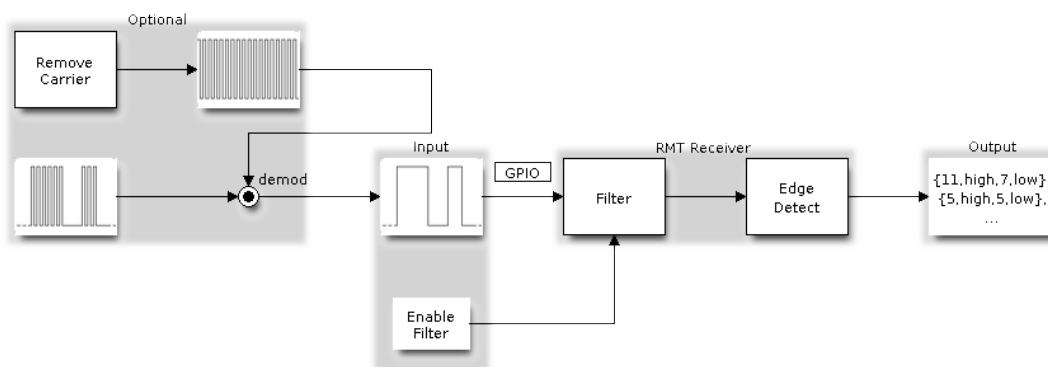 Optional
Remove
Carrier
demod
Input
GPIO
Enable
Filter
RMT Receiver
Filter
Edge
Detect
Output
{11,high,7,low}
{5,high,5,low},
...